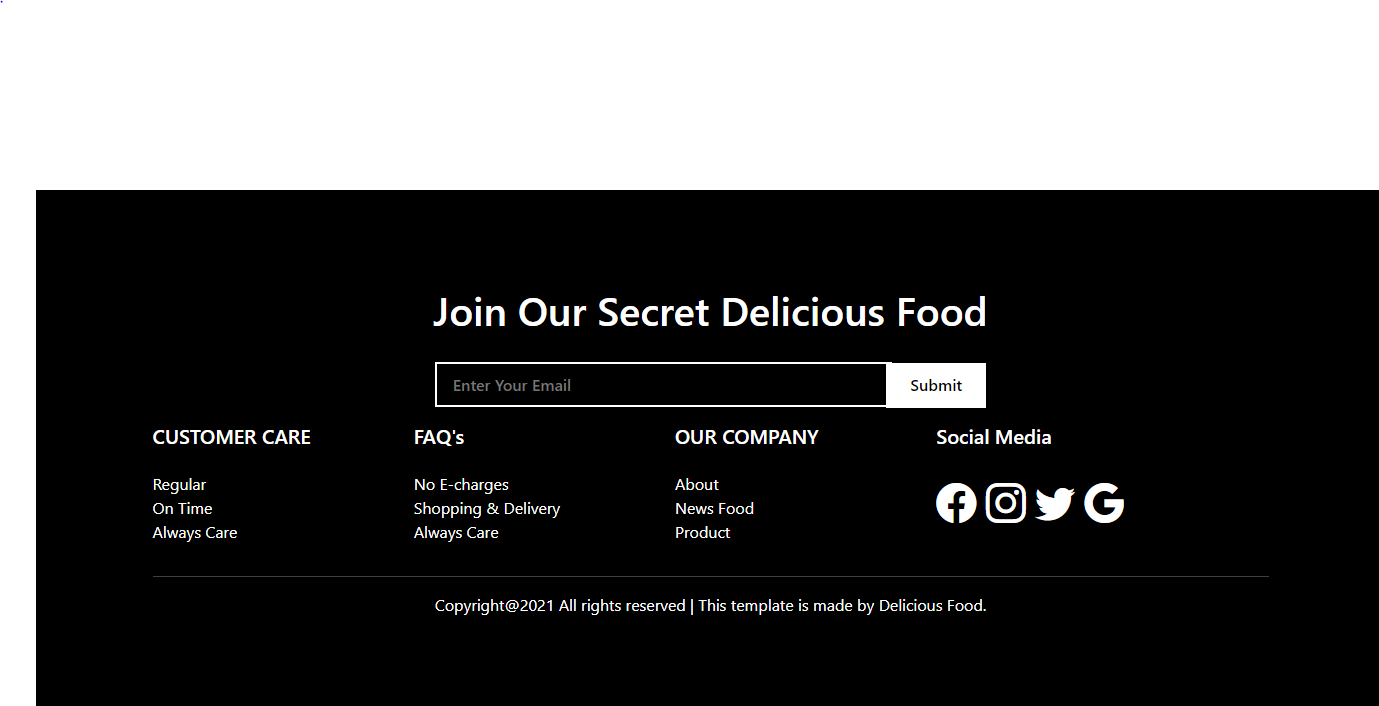 Join Our Secret Delicious Food
Enter Your Email
Submit
CUSTOMER CARE
Regular
On Time
Always Care
FAQ's
No E-charges
Shopping & Delivery
Always Care
OUR COMPANY
About
News Food
Product
Social Media
Copyright@2021 All rights reserved | This template is made by Delicious Food.